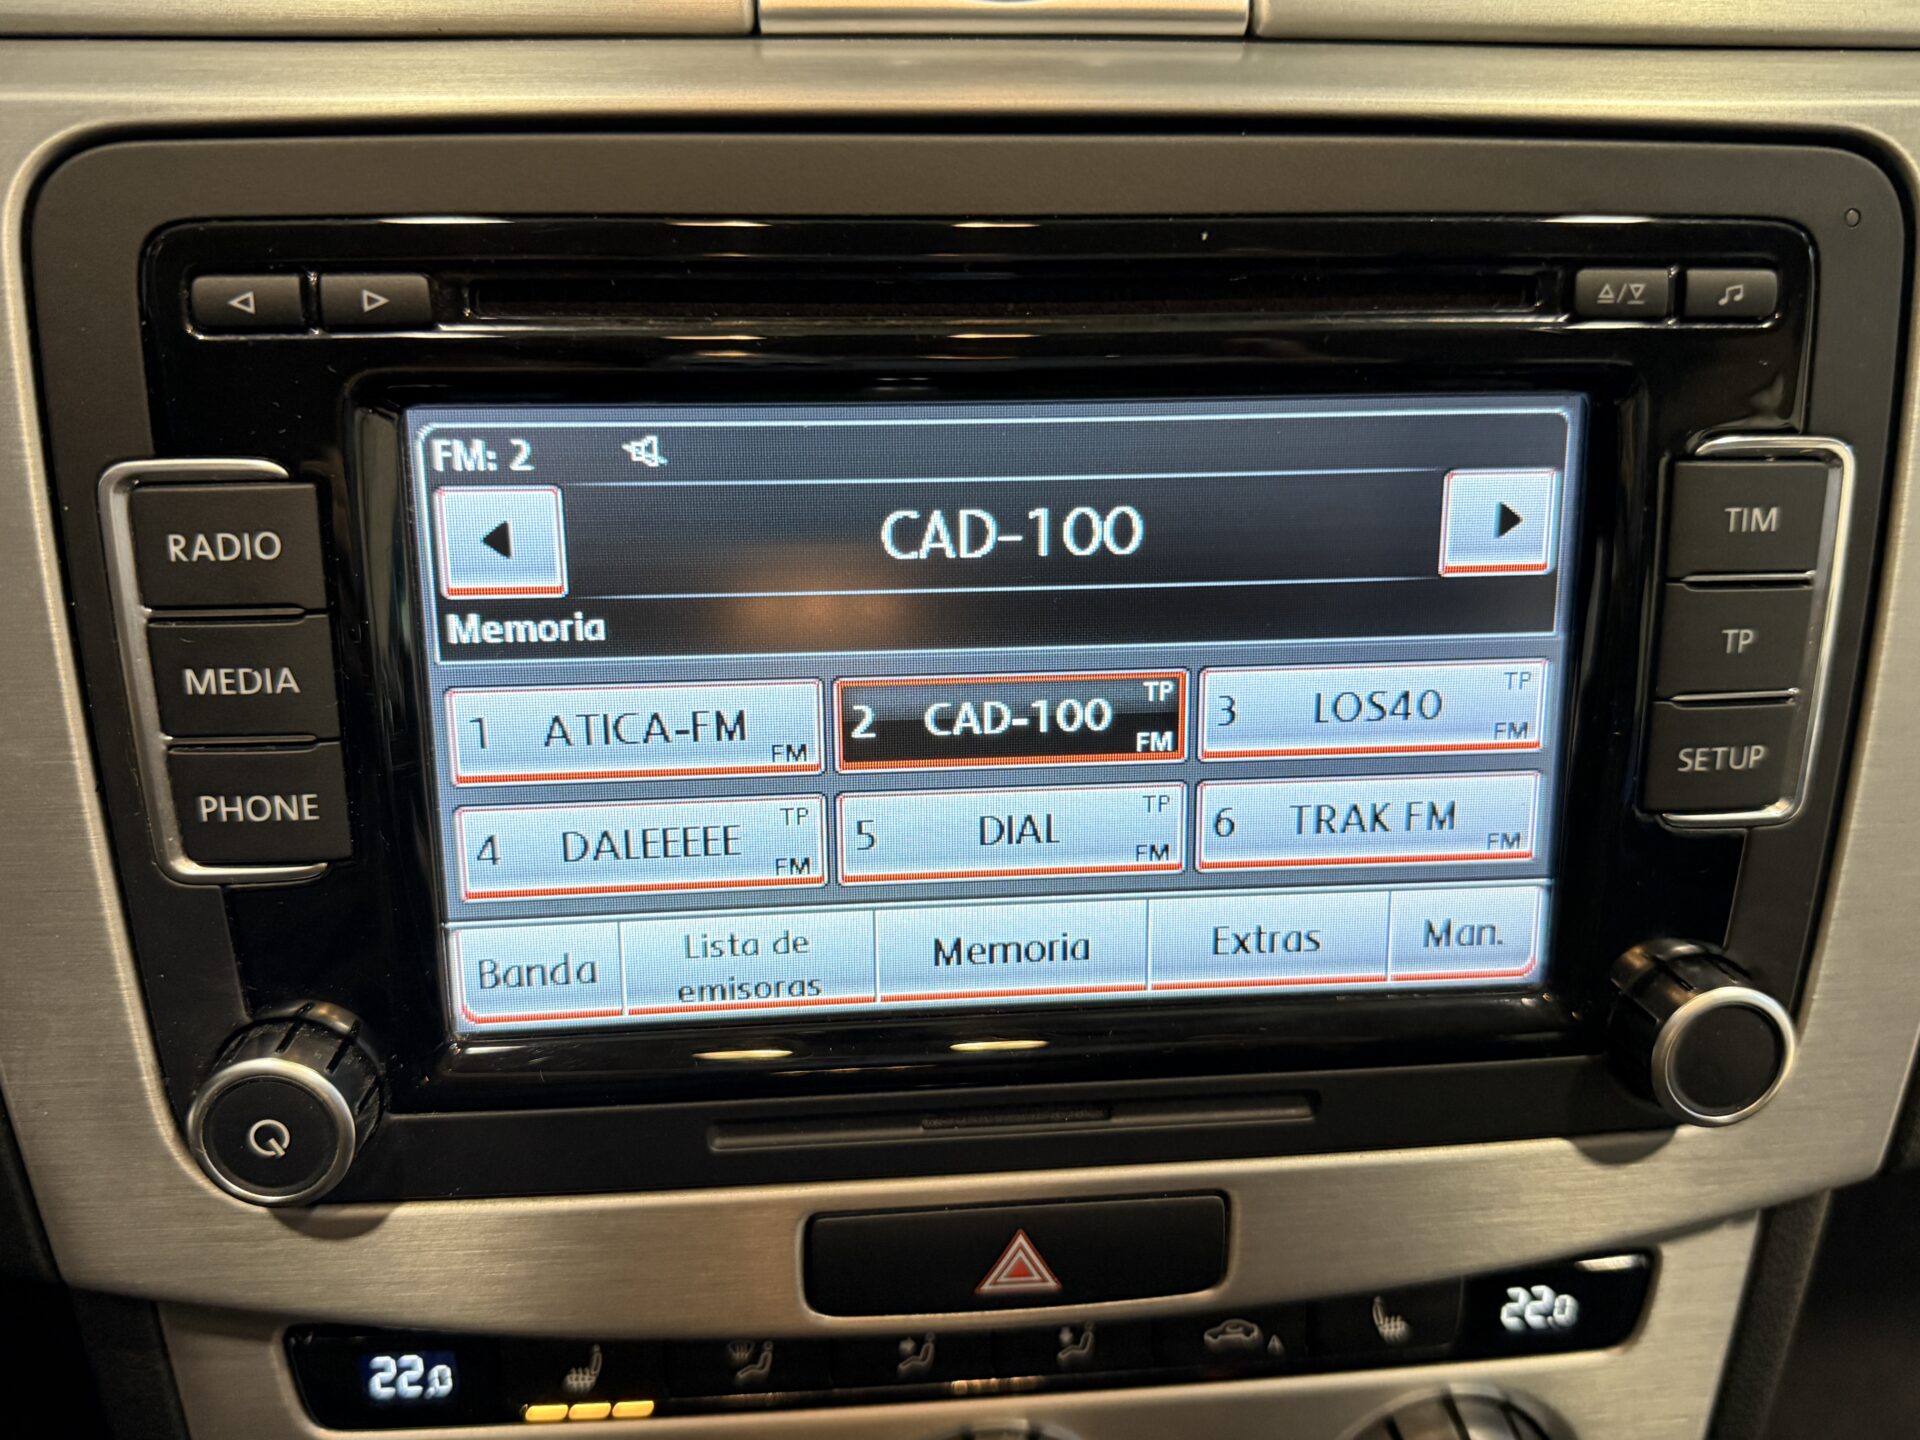 RADIO
MEDIA
PHONE
FM: 2
CAD-100
Memoria
1 ATICA-FM FM
2 CAD-100 TP FM
3 LOS40 TP FM
4 DALEEEEE TP FM
5 DIAL TP FM
6 TRAK FM FM
Banda
Lista de
emisoras
Memoria
Extras
Man.
TIM
TP
SETUP
22.0
22.0